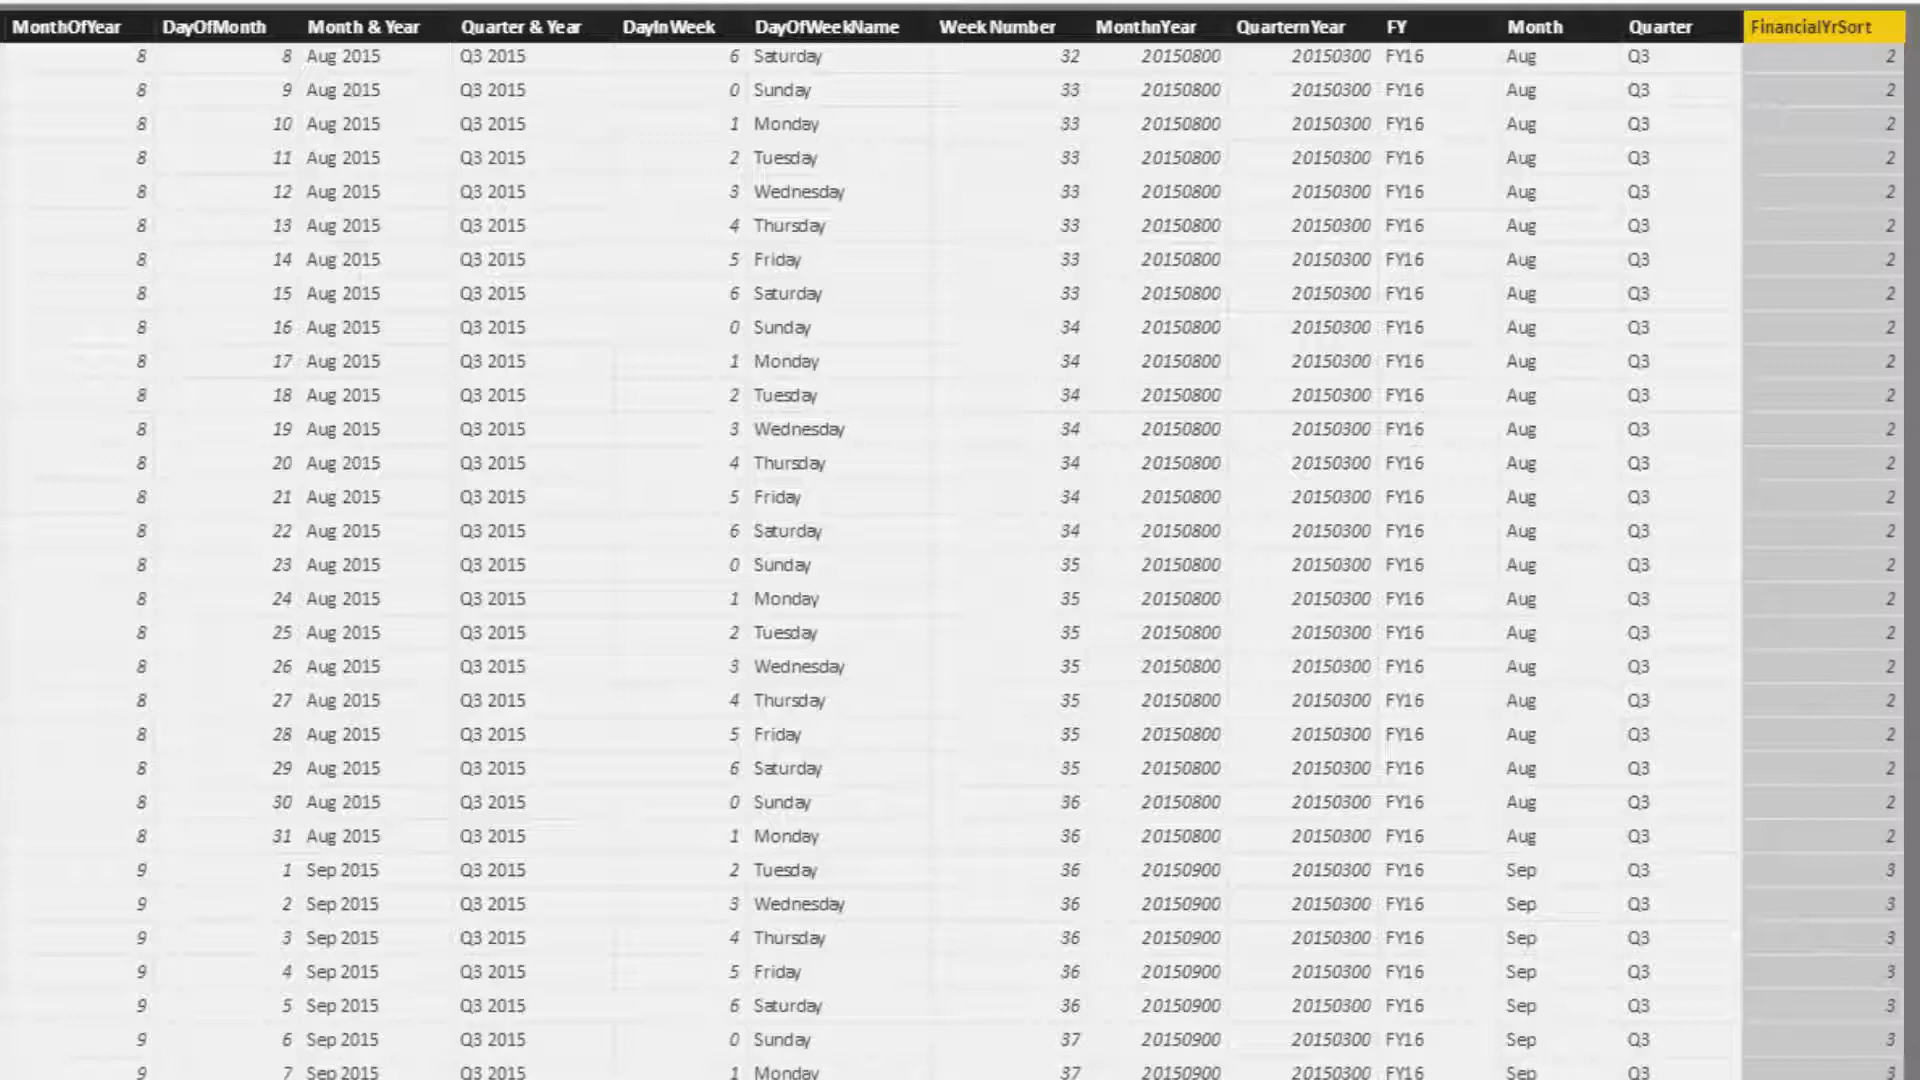 MonthOfYear DayOfMonth Month & Year Quarter & Year DayInWeek DayOfWeekName Week Number MonthnYear QuarternYear FY Month Quarter FinancialYrSort
8 8 Aug 2015 Q3 2015 6 Saturday 32 20150800 20150300 FY16 Aug Q3 2
8 9 Aug 2015 Q3 2015 0 Sunday 33 20150800 20150300 FY16 Aug Q3 2
8 10 Aug 2015 Q3 2015 1 Monday 33 20150800 20150300 FY16 Aug Q3 2
8 11 Aug 2015 Q3 2015 2 Tuesday 33 20150800 20150300 FY16 Aug Q3 2
8 12 Aug 2015 Q3 2015 3 Wednesday 33 20150800 20150300 FY16 Aug Q3 2
8 13 Aug 2015 Q3 2015 4 Thursday 33 20150800 20150300 FY16 Aug Q3 2
8 14 Aug 2015 Q3 2015 5 Friday 33 20150800 20150300 FY16 Aug Q3 2
8 15 Aug 2015 Q3 2015 6 Saturday 33 20150800 20150300 FY16 Aug Q3 2
8 16 Aug 2015 Q3 2015 0 Sunday 34 20150800 20150300 FY16 Aug Q3 2
8 17 Aug 2015 Q3 2015 1 Monday 34 20150800 20150300 FY16 Aug Q3 2
8 18 Aug 2015 Q3 2015 2 Tuesday 34 20150800 20150300 FY16 Aug Q3 2
8 19 Aug 2015 Q3 2015 3 Wednesday 34 20150800 20150300 FY16 Aug Q3 2
8 20 Aug 2015 Q3 2015 4 Thursday 34 20150800 20150300 FY16 Aug Q3 2
8 21 Aug 2015 Q3 2015 5 Friday 34 20150800 20150300 FY16 Aug Q3 2
8 22 Aug 2015 Q3 2015 6 Saturday 34 20150800 20150300 FY16 Aug Q3 2
8 23 Aug 2015 Q3 2015 0 Sunday 35 20150800 20150300 FY16 Aug Q3 2
8 24 Aug 2015 Q3 2015 1 Monday 35 20150800 20150300 FY16 Aug Q3 2
8 25 Aug 2015 Q3 2015 2 Tuesday 35 20150800 20150300 FY16 Aug Q3 2
8 26 Aug 2015 Q3 2015 3 Wednesday 35 20150800 20150300 FY16 Aug Q3 2
8 27 Aug 2015 Q3 2015 4 Thursday 35 20150800 20150300 FY16 Aug Q3 2
8 28 Aug 2015 Q3 2015 5 Friday 35 20150800 20150300 FY16 Aug Q3 2
8 29 Aug 2015 Q3 2015 6 Saturday 35 20150800 20150300 FY16 Aug Q3 2
8 30 Aug 2015 Q3 2015 0 Sunday 36 20150800 20150300 FY16 Aug Q3 2
8 31 Aug 2015 Q3 2015 1 Monday 36 20150800 20150300 FY16 Aug Q3 2
9 1 Sep 2015 Q3 2015 2 Tuesday 36 20150900 20150300 FY16 Sep Q3 3
9 2 Sep 2015 Q3 2015 3 Wednesday 36 20150900 20150300 FY16 Sep Q3 3
9 3 Sep 2015 Q3 2015 4 Thursday 36 20150900 20150300 FY16 Sep Q3 3
9 4 Sep 2015 Q3 2015 5 Friday 36 20150900 20150300 FY16 Sep Q3 3
9 5 Sep 2015 Q3 2015 6 Saturday 36 20150900 20150300 FY16 Sep Q3 3
9 6 Sep 2015 Q3 2015 0 Sunday 37 20150900 20150300 FY16 Sep Q3 3
9 7 Sep 2015 Q3 2015 1 Monday 37 20150900 20150300 FY16 Sep Q3 3